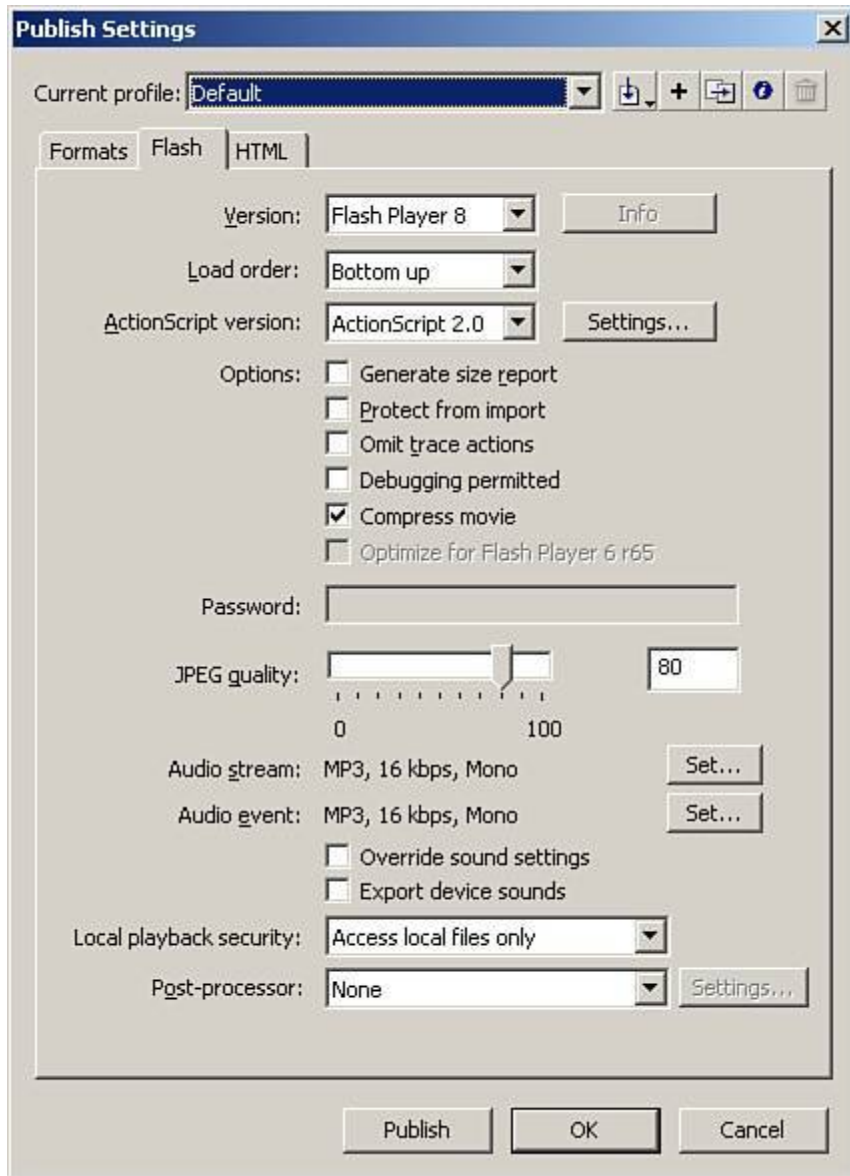 Publish Settings
Current profile: Default
Formats Flash HTML
Version: Flash Player 8 Info
Load order: Bottom up
ActionScript version: ActionScript 2.0 Settings...
Options: Generate size report
Protect from import
Omit trace actions
Debugging permitted
Compress movie
Optimize for Flash Player 6 r65
Password:
JPEG quality: 80
0 100
Audio stream: MP3, 16 kbps, Mono Set...
Audio event: MP3, 16 kbps, Mono Set...
Override sound settings
Export device sounds
Local playback security: Access local files only
Post-processor: None Settings...
Publish OK Cancel